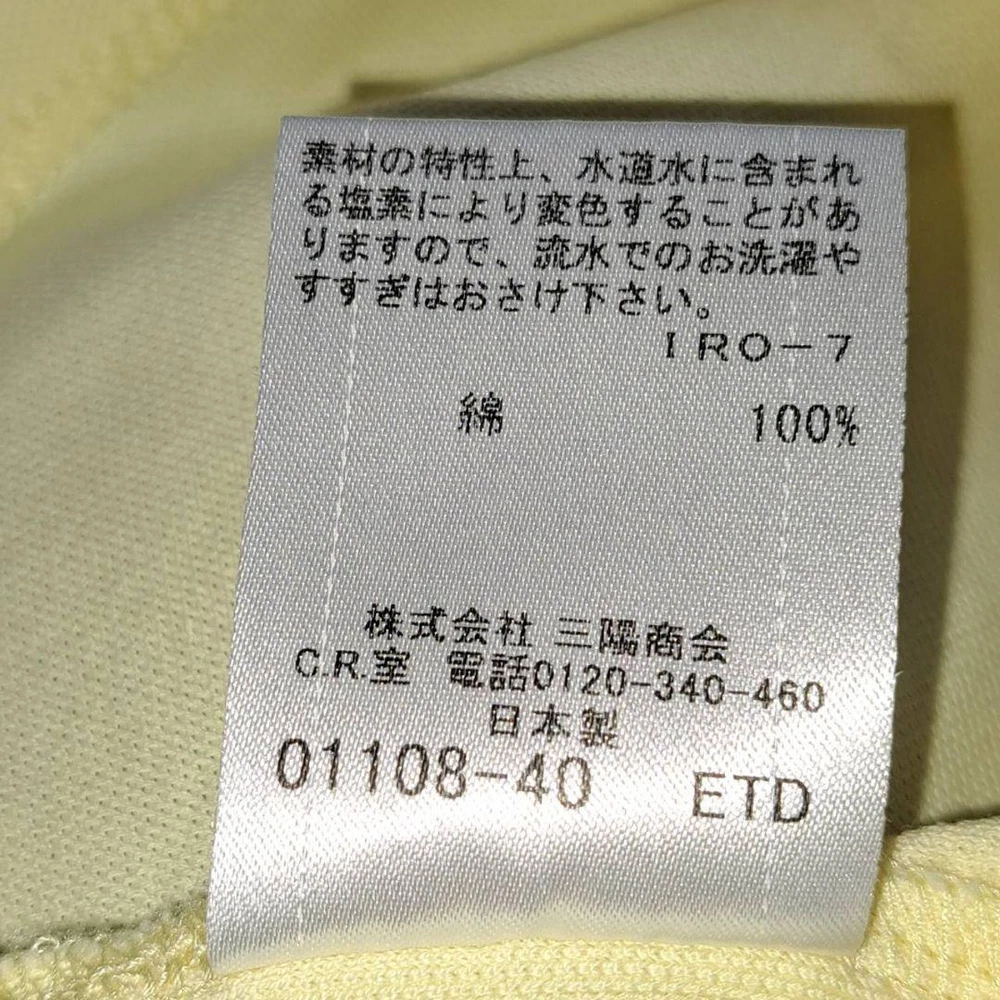 素材の特性上、水道水に含まれ
る塩素により変色することがあ
りますので、流水でのお洗濯や
すすぎはおさけ下さい。
IRO−7
綿 100%
株式会社 三陽商会
C.R.室 電話0120-340-460
日本製
01108-40 ETD